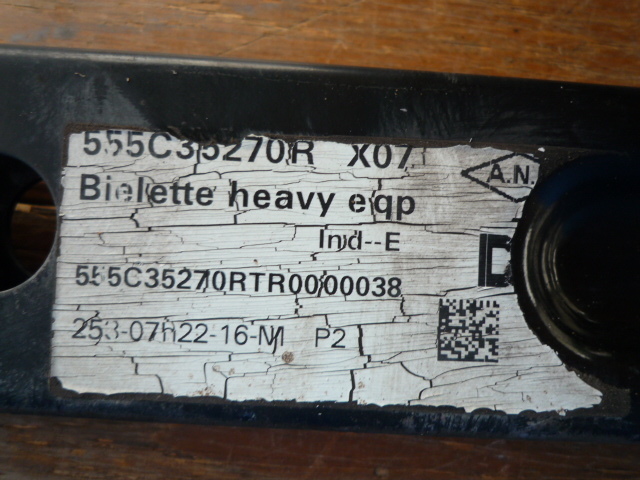 555C35270R X07
A.N.
Bielette heavy eqp
Ind--E
D
555C35270RTR0000038
253-07h22-16-M P2